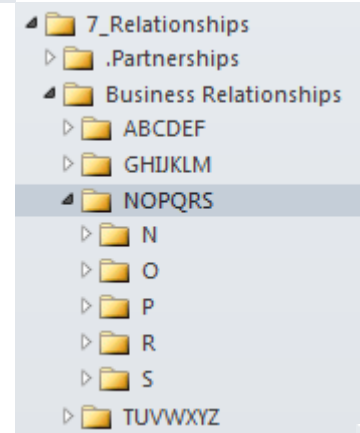 7_Relationships
.Partnerships
Business Relationships
ABCDEF
GHIJKLM
NOPQRS
N
O
P
R
S
TUVWXYZ